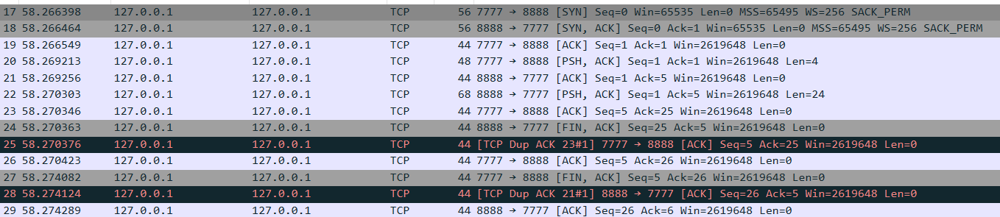 17 58.266398 127.0.0.1 127.0.0.1 TCP 56 7777 → 8888 [SYN] Seq=0 Win=65535 Len=0 MSS=65495 WS=256 SACK_PERM
18 58.266464 127.0.0.1 127.0.0.1 TCP 56 8888 → 7777 [SYN, ACK] Seq=0 Ack=1 Win=65535 Len=0 MSS=65495 WS=256 SACK_PERM
19 58.266549 127.0.0.1 127.0.0.1 TCP 44 7777 → 8888 [ACK] Seq=1 Ack=1 Win=2619648 Len=0
20 58.269213 127.0.0.1 127.0.0.1 TCP 48 7777 → 8888 [PSH, ACK] Seq=1 Ack=1 Win=2619648 Len=4
21 58.269256 127.0.0.1 127.0.0.1 TCP 44 8888 → 7777 [ACK] Seq=1 Ack=5 Win=2619648 Len=0
22 58.270303 127.0.0.1 127.0.0.1 TCP 68 8888 → 7777 [PSH, ACK] Seq=1 Ack=5 Win=2619648 Len=24
23 58.270346 127.0.0.1 127.0.0.1 TCP 44 7777 → 8888 [ACK] Seq=5 Ack=25 Win=2619648 Len=0
24 58.270363 127.0.0.1 127.0.0.1 TCP 44 8888 → 7777 [FIN, ACK] Seq=25 Ack=5 Win=2619648 Len=0
25 58.270376 127.0.0.1 127.0.0.1 TCP 44 [TCP Dup ACK 23#1] 7777 → 8888 [ACK] Seq=5 Ack=25 Win=2619648 Len=0
26 58.270423 127.0.0.1 127.0.0.1 TCP 44 7777 → 8888 [ACK] Seq=5 Ack=26 Win=2619648 Len=0
27 58.274082 127.0.0.1 127.0.0.1 TCP 44 7777 → 8888 [FIN, ACK] Seq=5 Ack=26 Win=2619648 Len=0
28 58.274124 127.0.0.1 127.0.0.1 TCP 44 [TCP Dup ACK 21#1] 8888 → 7777 [ACK] Seq=26 Ack=5 Win=2619648 Len=0
29 58.274289 127.0.0.1 127.0.0.1 TCP 44 8888 → 7777 [ACK] Seq=26 Ack=6 Win=2619648 Len=0